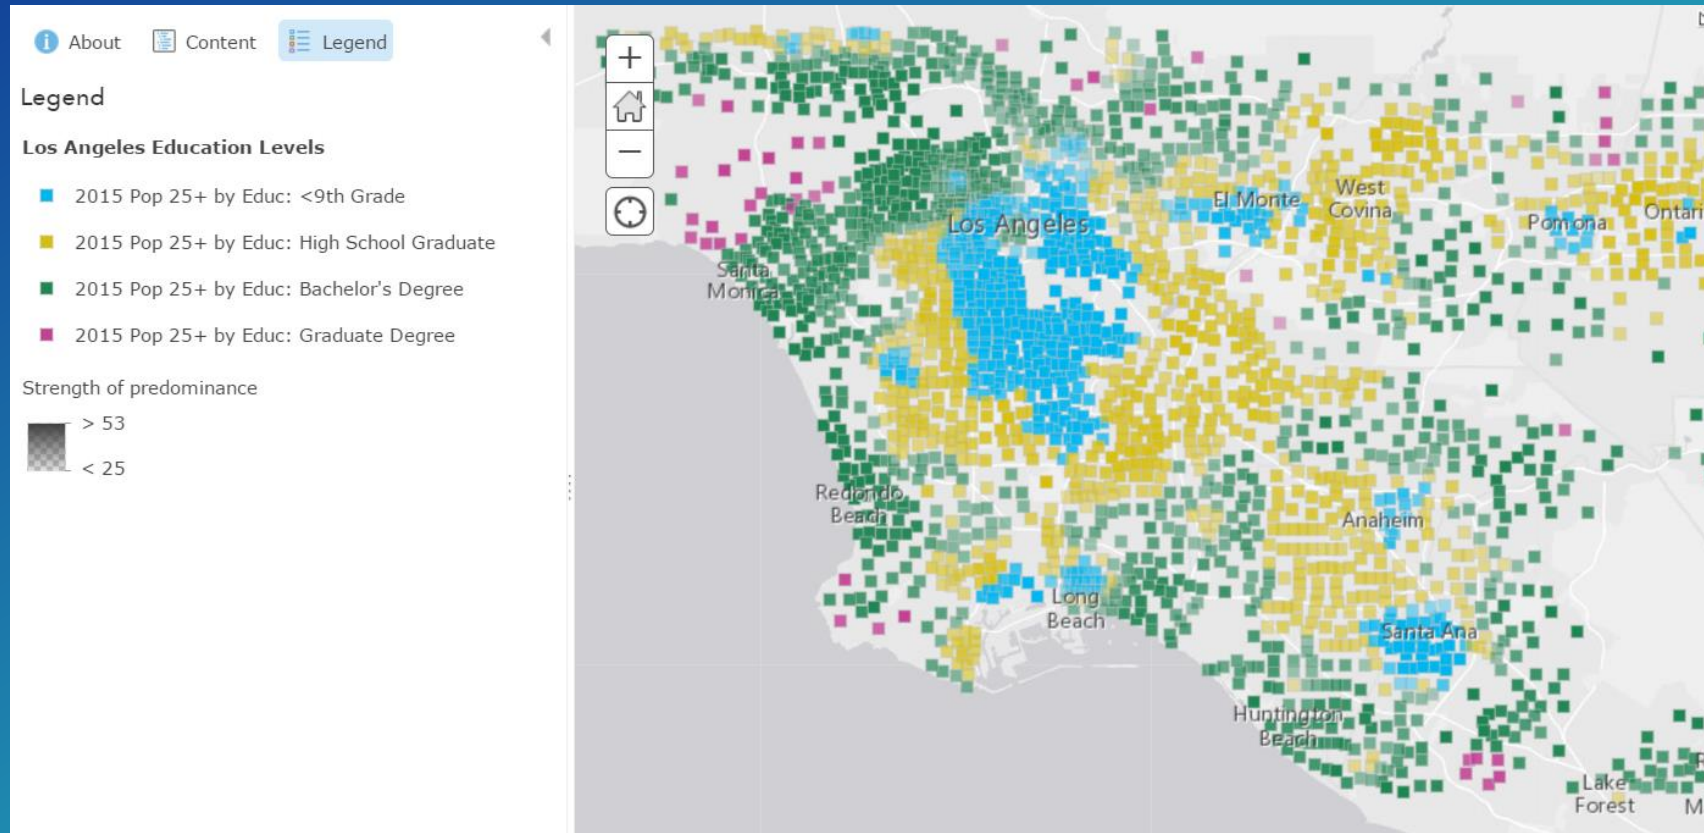 About Content Legend
Legend
Los Angeles Education Levels
2015 Pop 25+ by Educ: <9th Grade
2015 Pop 25+ by Educ: High School Graduate
2015 Pop 25+ by Educ: Bachelor's Degree
2015 Pop 25+ by Educ: Graduate Degree
Strength of predominance
> 53
< 25
+
−
Los Angeles
El Monte
West
Covina
Pomona
Ontari
Santa
Monica
Redondo
Beach
Anaheim
Long
Beach
Santa Ana
Huntington
Beach
Lake
Forest
M